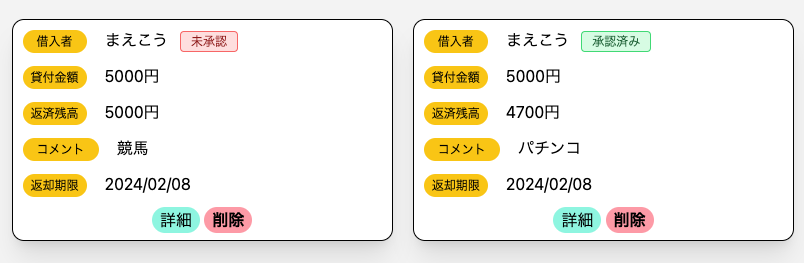 借入者 まえこう 未承認
貸付金額 5000円
返済残高 5000円
コメント 競馬
返却期限 2024/02/08
詳細 削除
借入者 まえこう 承認済み
貸付金額 5000円
返済残高 4700円
コメント パチンコ
返却期限 2024/02/08
詳細 削除